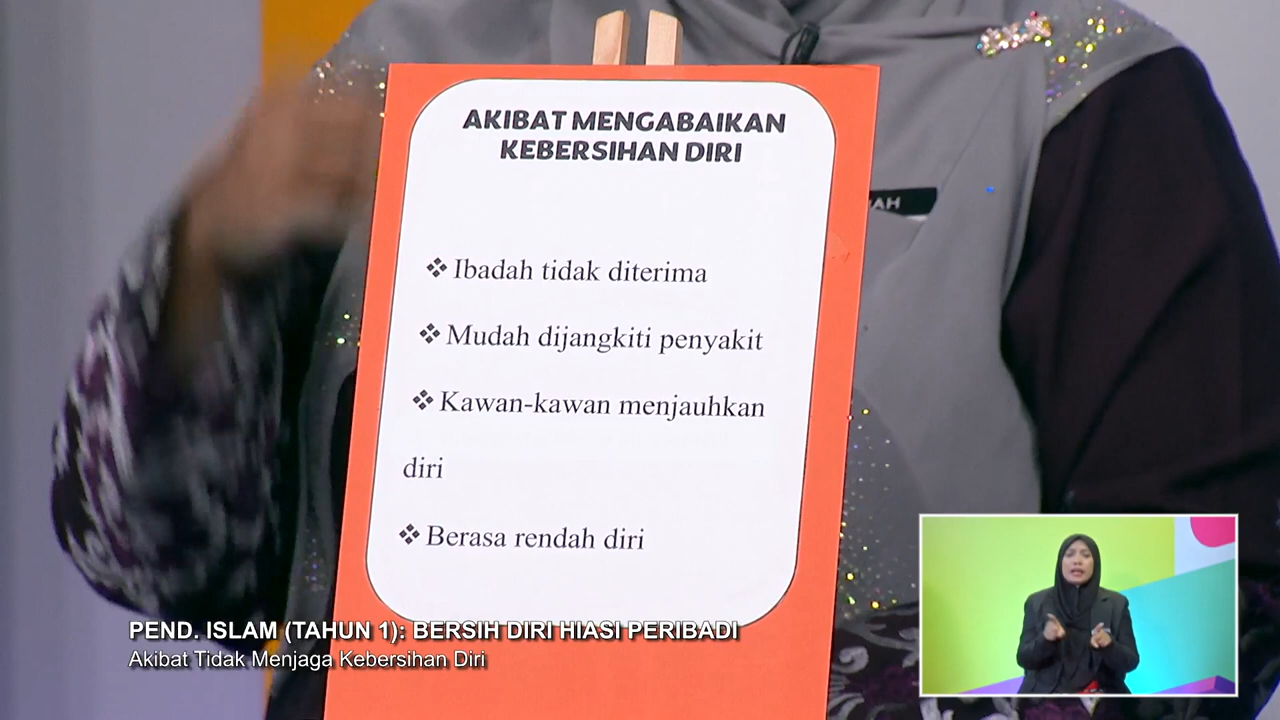 AKIBAT MENGABAIKAN
KEBERSIHAN DIRI
❖ Ibadah tidak diterima
❖ Mudah dijangkiti penyakit
❖ Kawan-kawan menjauhkan
diri
❖ Berasa rendah diri
PEND. ISLAM (TAHUN 1): BERSIH DIRI HIASI PERIBADI
Akibat Tidak Menjaga Kebersihan Diri